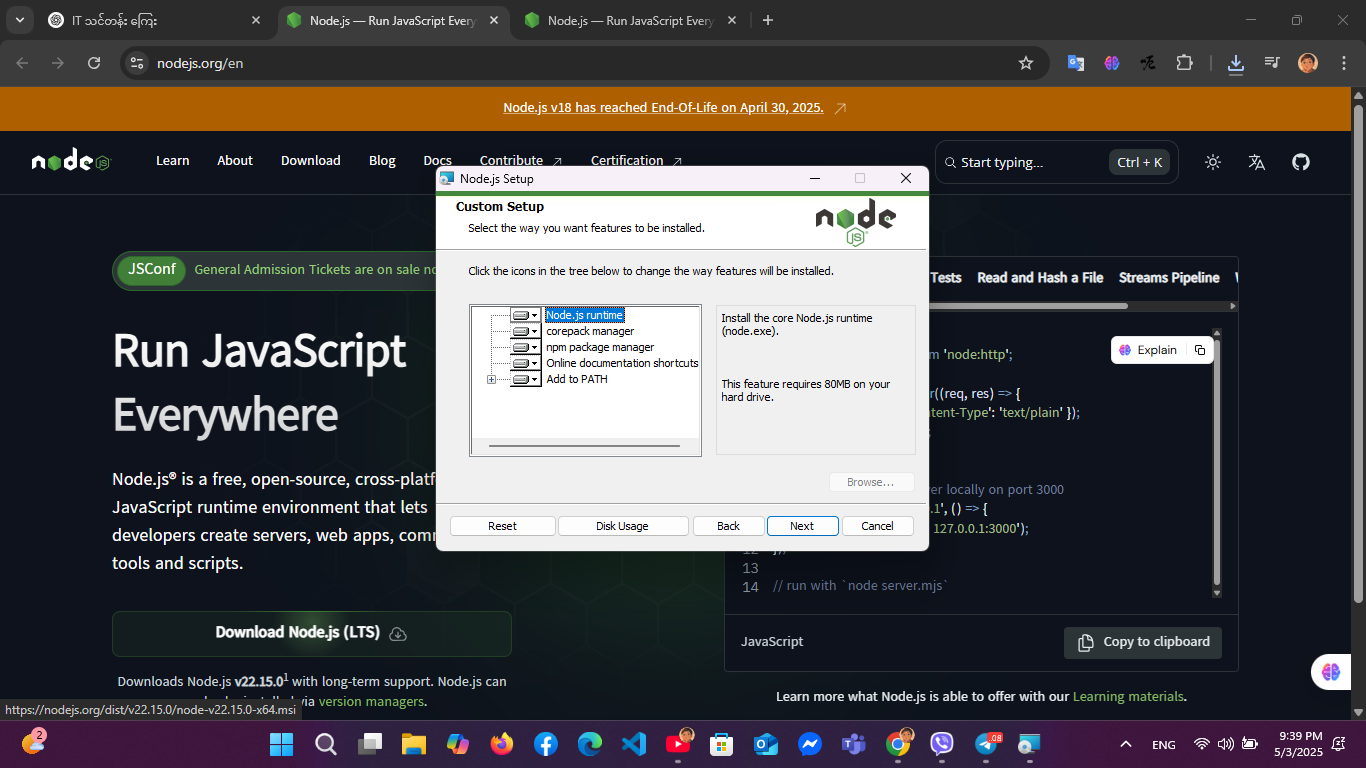 IT သင်တန်း ကြေး
Node.js — Run JavaScript Every
Node.js — Run JavaScript Every
nodejs.org/en
Node.js v18 has reached End-Of-Life on April 30, 2025.
node JS
Learn
About
Download
Blog
Docs
Contribute
Certification
Start typing...
Ctrl + K
JSConf
General Admission Tickets are on sale no
Run JavaScript
Everywhere
Node.js® is a free, open-source, cross-platf
JavaScript runtime environment that lets
developers create servers, web apps, com
tools and scripts.
Download Node.js (LTS)
Downloads Node.js v22.15.0¹ with long-term support. Node.js can
via version managers.
https://nodejs.org/dist/v22.15.0/node-v22.15.0-x64.msi
Node.js Setup
Custom Setup
Select the way you want features to be installed.
node JS
Click the icons in the tree below to change the way features will be installed.
Node.js runtime
corepack manager
npm package manager
Online documentation shortcuts
Add to PATH
Install the core Node.js runtime
(node.exe).
This feature requires 80MB on your
hard drive.
Browse...
Reset
Disk Usage
Back
Next
Cancel
Tests
Read and Hash a File
Streams Pipeline
Explain
m 'node:http';
r((req, res) => {
tent-Type': 'text/plain' });
;
er locally on port 3000
.1', () => {
127.0.0.1:3000');
12 });
13
14 // run with `node server.mjs`
JavaScript
Copy to clipboard
Learn more what Node.js is able to offer with our Learning materials.
2
.08
ENG
9:39 PM
5/3/2025